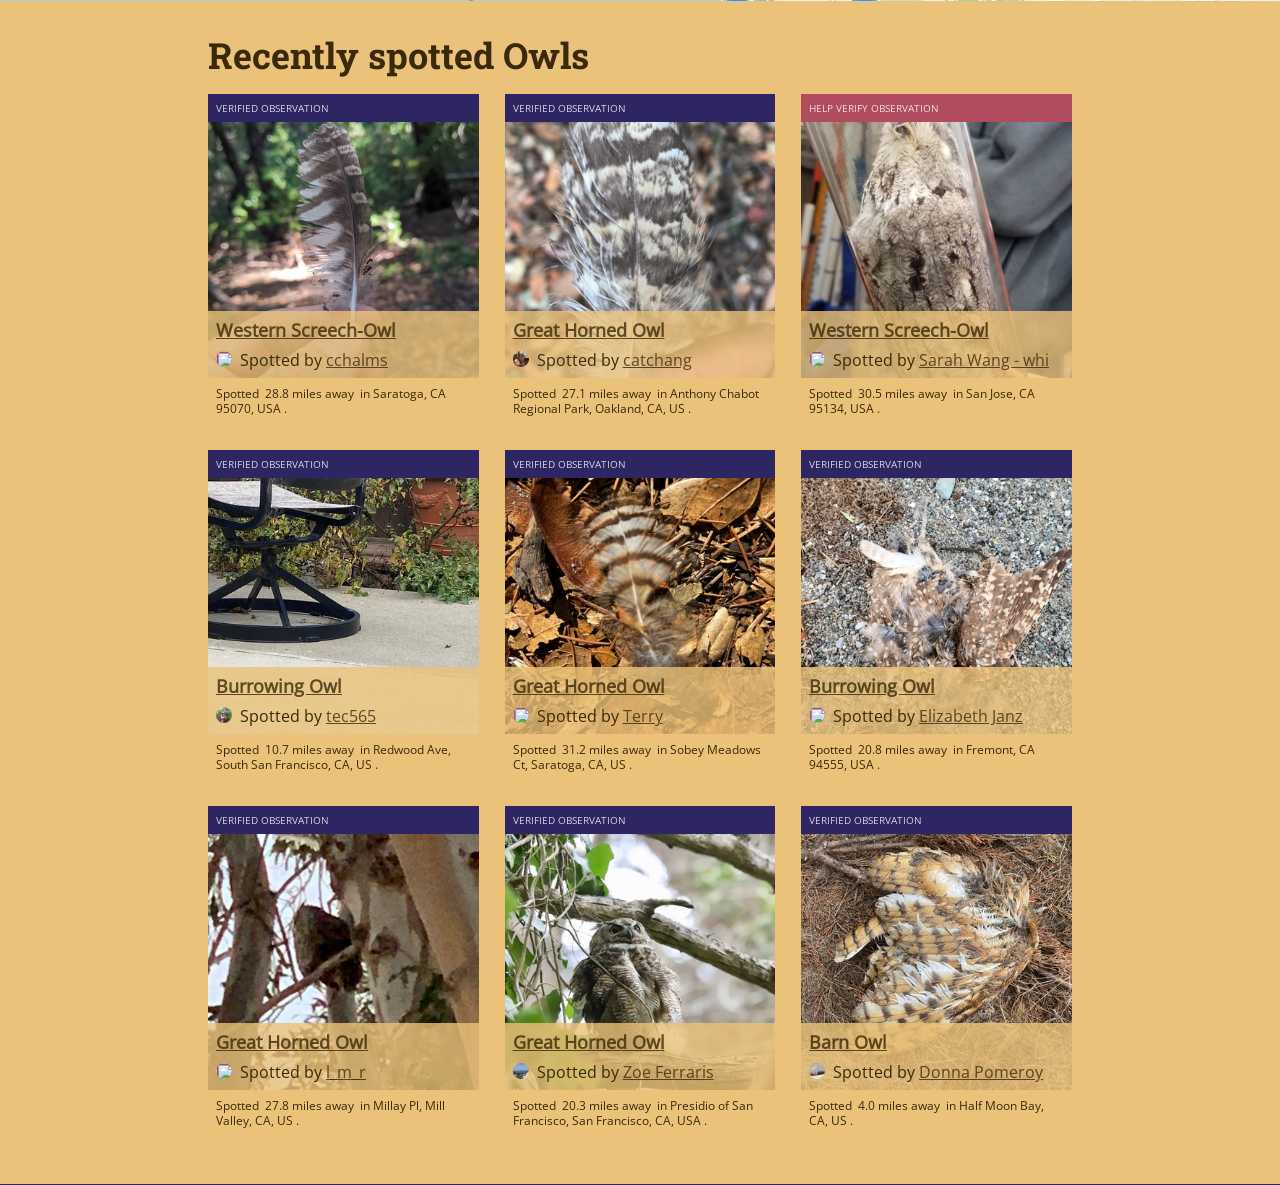 Recently spotted Owls
VERIFIED OBSERVATION
Western Screech-Owl
Spotted by cchalms
Spotted 28.8 miles away in Saratoga, CA
95070, USA .
VERIFIED OBSERVATION
Great Horned Owl
Spotted by catchang
Spotted 27.1 miles away in Anthony Chabot
Regional Park, Oakland, CA, US .
HELP VERIFY OBSERVATION
Western Screech-Owl
Spotted by Sarah Wang - whi
Spotted 30.5 miles away in San Jose, CA
95134, USA .
VERIFIED OBSERVATION
Burrowing Owl
Spotted by tec565
Spotted 10.7 miles away in Redwood Ave,
South San Francisco, CA, US .
VERIFIED OBSERVATION
Great Horned Owl
Spotted by Terry
Spotted 31.2 miles away in Sobey Meadows
Ct, Saratoga, CA, US .
VERIFIED OBSERVATION
Burrowing Owl
Spotted by Elizabeth Janz
Spotted 20.8 miles away in Fremont, CA
94555, USA .
VERIFIED OBSERVATION
Great Horned Owl
Spotted by l_m_r
Spotted 27.8 miles away in Millay Pl, Mill
Valley, CA, US .
VERIFIED OBSERVATION
Great Horned Owl
Spotted by Zoe Ferraris
Spotted 20.3 miles away in Presidio of San
Francisco, San Francisco, CA, USA .
VERIFIED OBSERVATION
Barn Owl
Spotted by Donna Pomeroy
Spotted 4.0 miles away in Half Moon Bay,
CA, US .